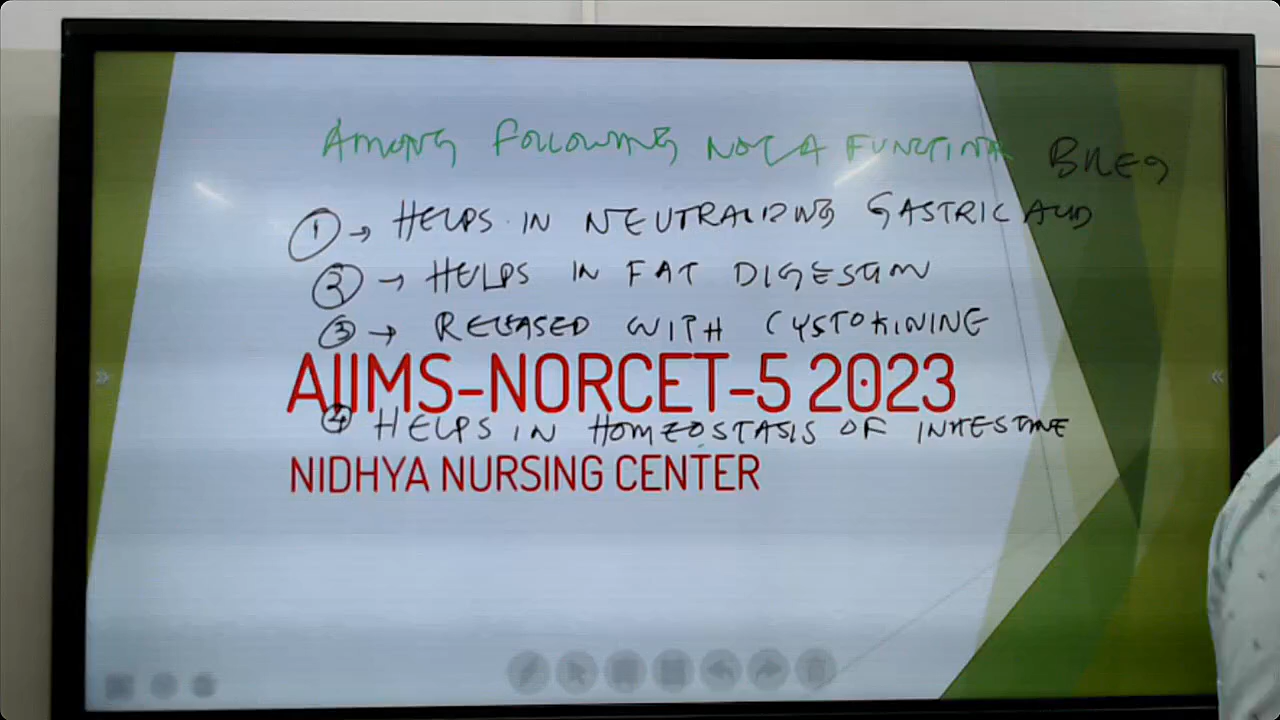 AMONG FOLLOWING NOT A FUNCTION BILE?
① → HELPS IN NEUTRALIZING GASTRIC ACID
② → HELPS IN FAT DIGESTION
③ → RELEASED WITH CYSTOKININE
AIIMS-NORCET-5 2023
④ HELPS IN HOMEOSTASIS OF INTESTINE
NIDHYA NURSING CENTER